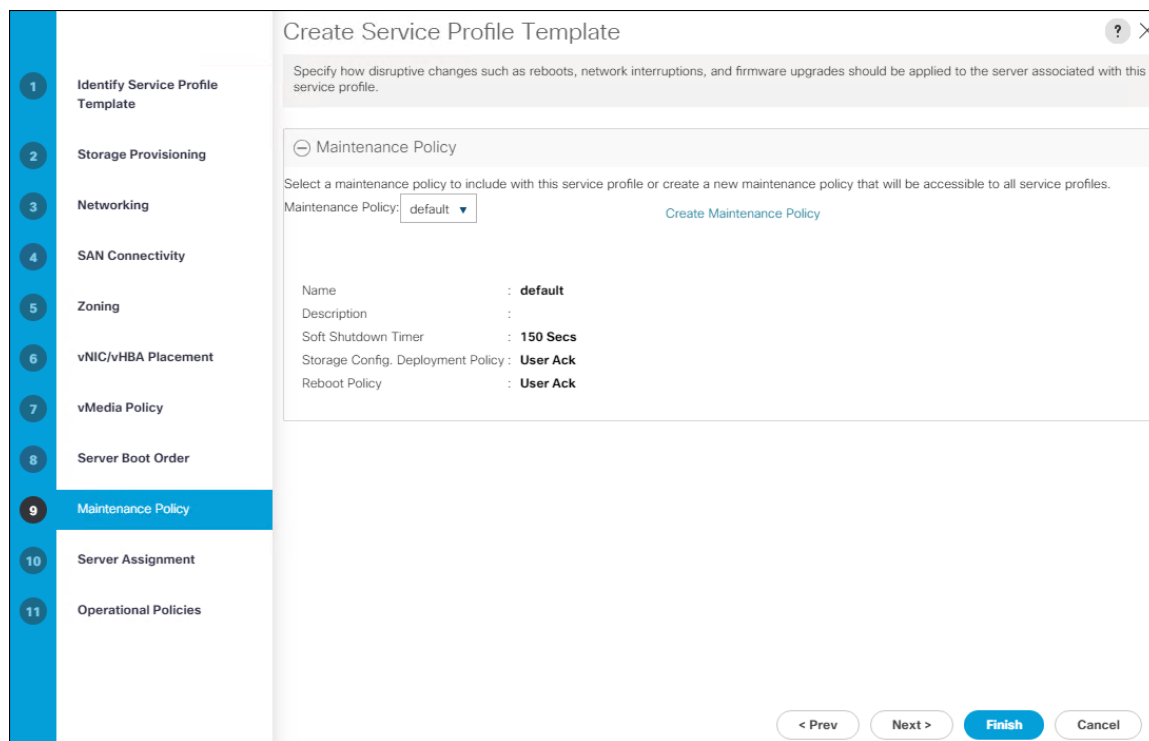 Create Service Profile Template
?
Specify how disruptive changes such as reboots, network interruptions, and firmware upgrades should be applied to the server associated with this
service profile.
1
Identify Service Profile
Template
2
Storage Provisioning
3
Networking
4
SAN Connectivity
5
Zoning
6
vNIC/vHBA Placement
7
vMedia Policy
8
Server Boot Order
9
Maintenance Policy
10
Server Assignment
11
Operational Policies
Maintenance Policy
Select a maintenance policy to include with this service profile or create a new maintenance policy that will be accessible to all service profiles.
Maintenance Policy: default
Create Maintenance Policy
Name : default
Description :
Soft Shutdown Timer : 150 Secs
Storage Config. Deployment Policy : User Ack
Reboot Policy : User Ack
< Prev
Next >
Finish
Cancel